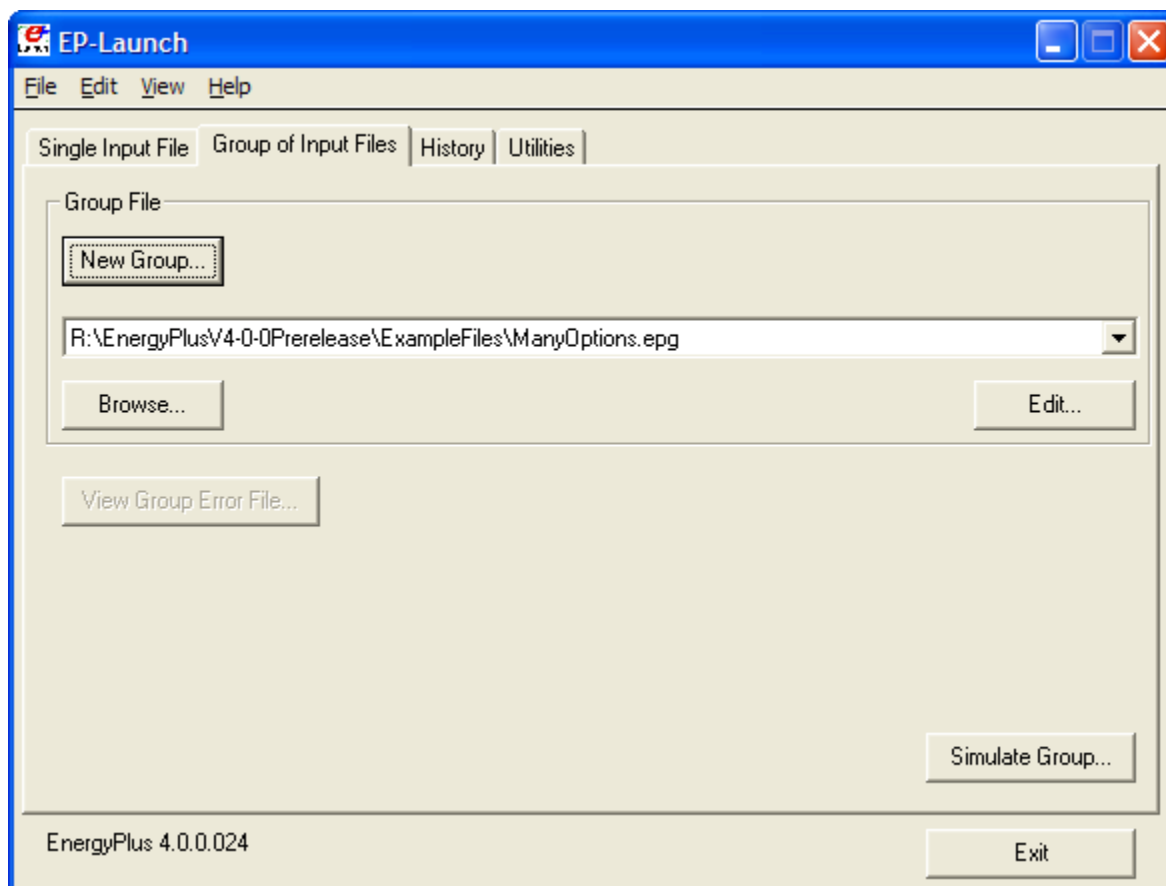 EP-Launch
File Edit View Help
Single Input File Group of Input Files History Utilities
Group File
New Group...
R:\EnergyPlusV4-0-0Prerelease\ExampleFiles\ManyOptions.epg
Browse... Edit...
View Group Error File...
Simulate Group...
EnergyPlus 4.0.0.024 Exit